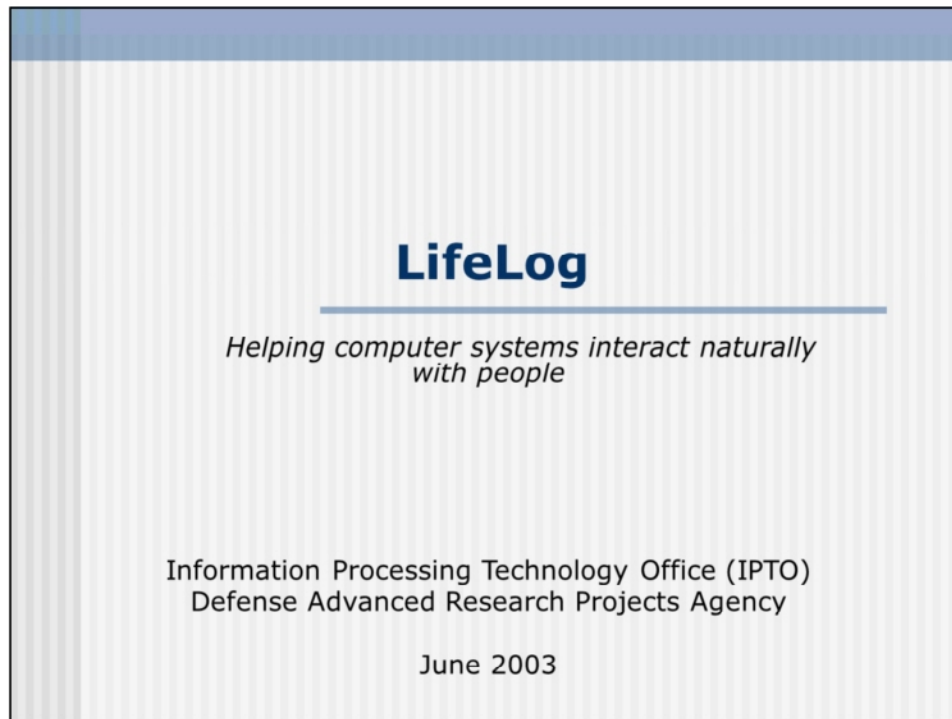 LifeLog
Helping computer systems interact naturally
with people
Information Processing Technology Office (IPTO)
Defense Advanced Research Projects Agency
June 2003